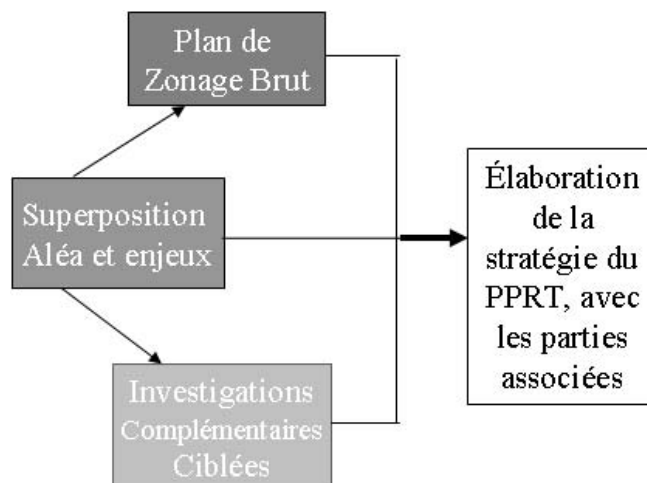 Plan de
Zonage Brut
Superposition
Aléa et enjeux
Investigations
Complémentaires
Ciblées
Élaboration
de la
stratégie du
PPRT, avec
les parties
associées